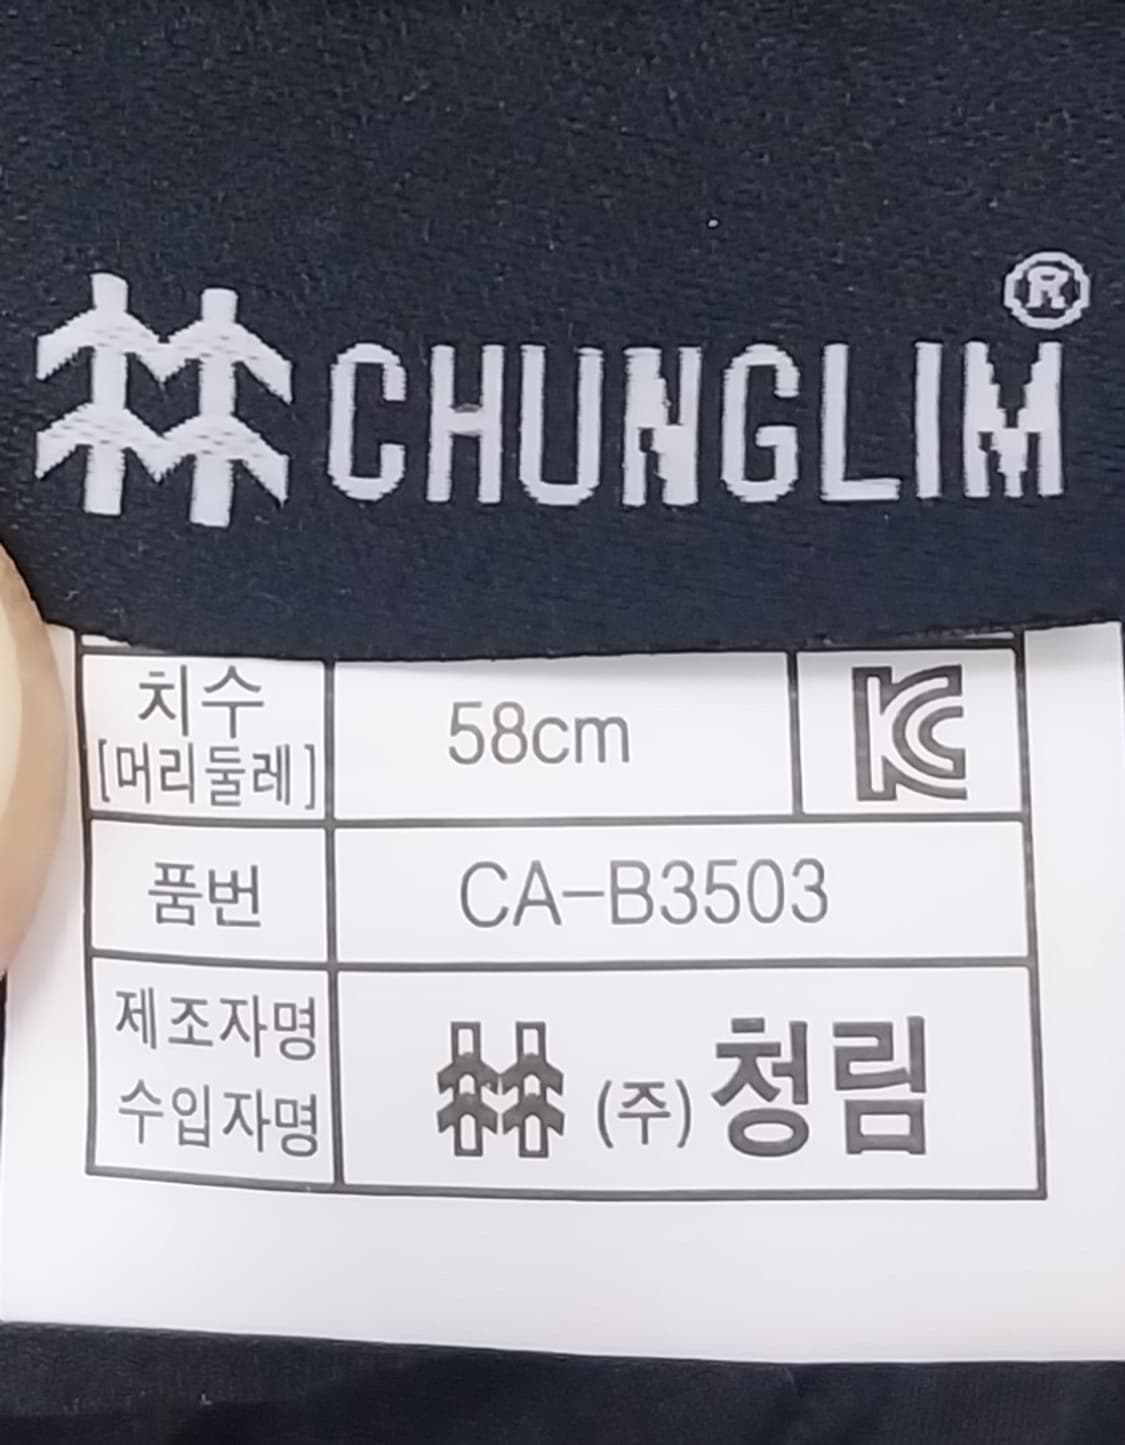 CHUNGLIM®
치수 58cm KC
[머리둘레]
품번 CA-B3503
제조자명
수입자명 (주)청림